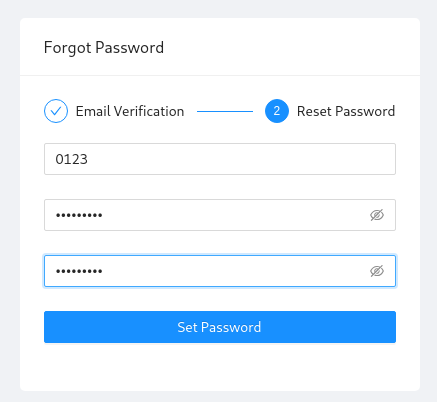 Forgot Password
Email Verification
2 Reset Password
0123
•••••••••
•••••••••
Set Password